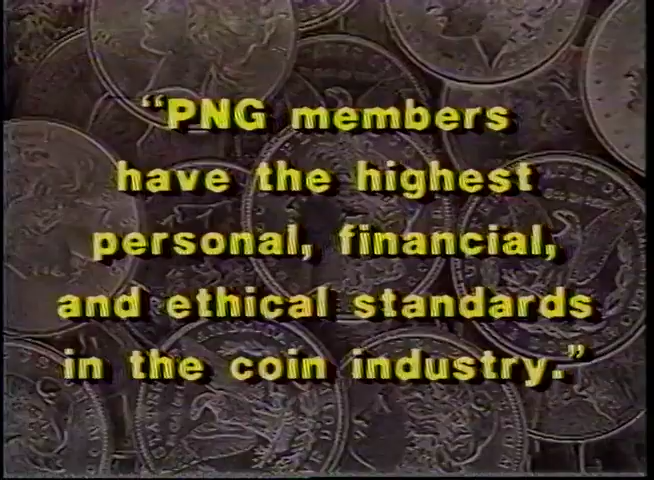 “PNG members
have the highest
personal, financial,
and ethical standards
in the coin industry.”